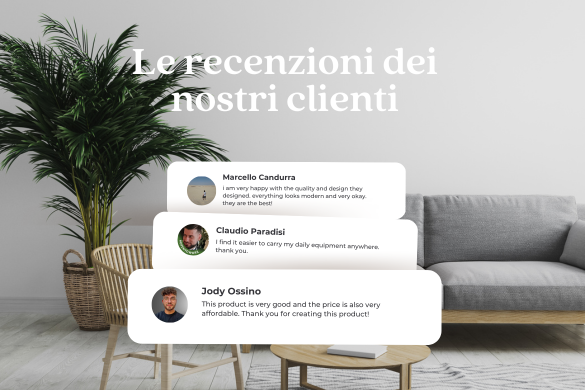 Le recenzioni dei
nostri clienti
Marcello Candurra
i am very happy with the quality and design they
designed. everything looks modern and very okay.
they are the best!
Claudio Paradisi
I find it easier to carry my daily equipment anywhere.
thank you.
Jody Ossino
This product is very good and the price is also very
affordable. Thank you for creating this product!